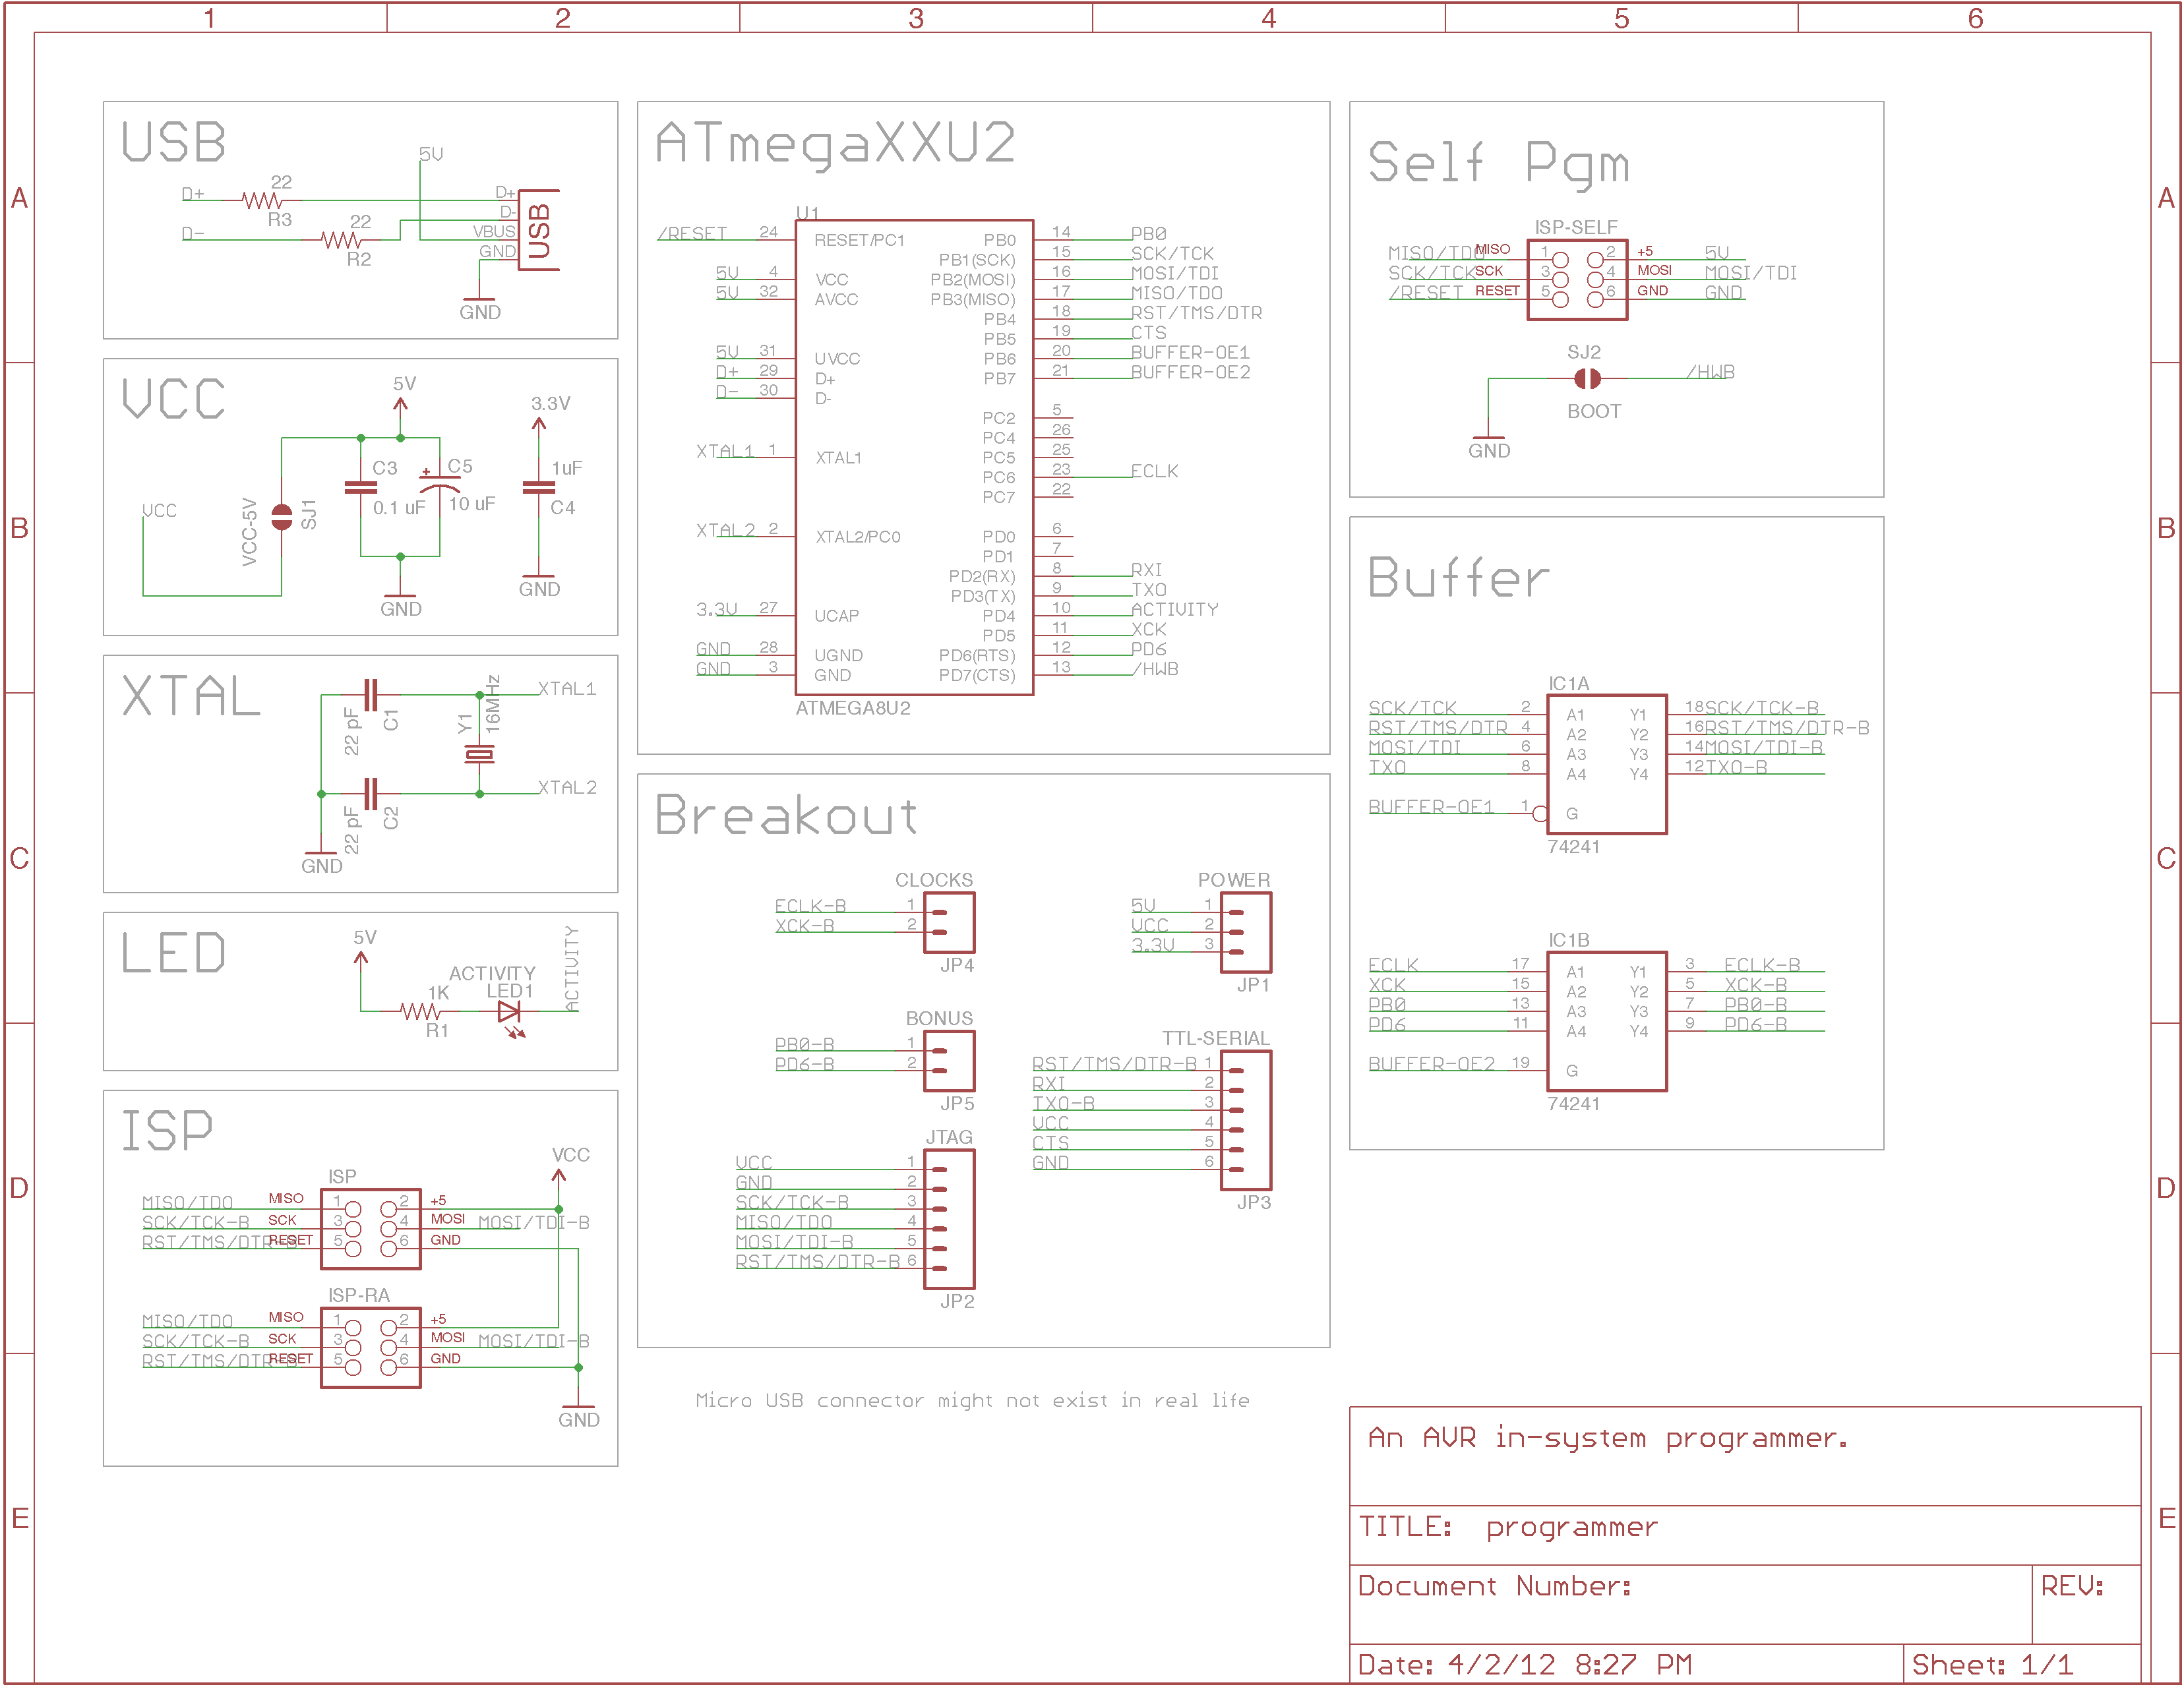 1 2 3 4 5 6
A A
B B
C C
D D
E E
USB
5V
D+ 22 R3 D+
D- 22 R2 D-
VBUS
GND
USB
GND
VCC
5V
3.3V
VCC
VCC-5V
SJ1
C3
0.1 uF
+ C5
10 uF
1uF
C4
GND
GND
XTAL
22 pF C1
Y1 16MHz
XTAL1
22 pF C2
XTAL2
GND
LED
5V
1K
R1
ACTIVITY
LED1
ACTIVITY
ISP
VCC
ISP
MISO/TDO MISO 1 2 +5
SCK/TCK-B SCK 3 4 MOSI MOSI/TDI-B
RST/TMS/DTR-B RESET 5 6 GND
ISP-RA
MISO/TDO MISO 1 2 +5
SCK/TCK-B SCK 3 4 MOSI MOSI/TDI-B
RST/TMS/DTR-B RESET 5 6 GND
GND
ATmegaXXU2
U1
/RESET 24 RESET/PC1
5V 4 VCC
5V 32 AVCC
5V 31 UVCC
D+ 29 D+
D- 30 D-
XTAL1 1 XTAL1
XTAL2 2 XTAL2/PC0
3.3V 27 UCAP
GND 28 UGND
GND 3 GND
PB0 14 PB0
PB1(SCK) 15 SCK/TCK
PB2(MOSI) 16 MOSI/TDI
PB3(MISO) 17 MISO/TDO
PB4 18 RST/TMS/DTR
PB5 19 CTS
PB6 20 BUFFER-OE1
PB7 21 BUFFER-OE2
PC2 5
PC4 26
PC5 25
PC6 23 ECLK
PC7 22
PD0 6
PD1 7
PD2(RX) 8 RXI
PD3(TX) 9 TXO
PD4 10 ACTIVITY
PD5 11 XCK
PD6(RTS) 12 PD6
PD7(CTS) 13 /HWB
ATMEGA8U2
Breakout
CLOCKS
ECLK-B 1
XCK-B 2
JP4
POWER
5V 1
VCC 2
3.3V 3
JP1
BONUS
PB0-B 1
PD6-B 2
JP5
TTL-SERIAL
RST/TMS/DTR-B 1
RXI 2
TXO-B 3
VCC 4
CTS 5
GND 6
JP3
JTAG
VCC 1
GND 2
SCK/TCK-B 3
MISO/TDO 4
MOSI/TDI-B 5
RST/TMS/DTR-B 6
JP2
Micro USB connector might not exist in real life
Self Pgm
ISP-SELF
MISO/TDO MISO 1 2 +5 5V
SCK/TCK SCK 3 4 MOSI MOSI/TDI
/RESET RESET 5 6 GND GND
SJ2
/HWB
BOOT
GND
Buffer
IC1A
SCK/TCK 2 A1 Y1 18 SCK/TCK-B
RST/TMS/DTR 4 A2 Y2 16 RST/TMS/DTR-B
MOSI/TDI 6 A3 Y3 14 MOSI/TDI-B
TXO 8 A4 Y4 12 TXO-B
BUFFER-OE1 1 G
74241
IC1B
ECLK 17 A1 Y1 3 ECLK-B
XCK 15 A2 Y2 5 XCK-B
PB0 13 A3 Y3 7 PB0-B
PD6 11 A4 Y4 9 PD6-B
BUFFER-OE2 19 G
74241
An AVR in-system programmer.
TITLE: programmer
Document Number:
REV:
Date: 4/2/12 8:27 PM
Sheet: 1/1